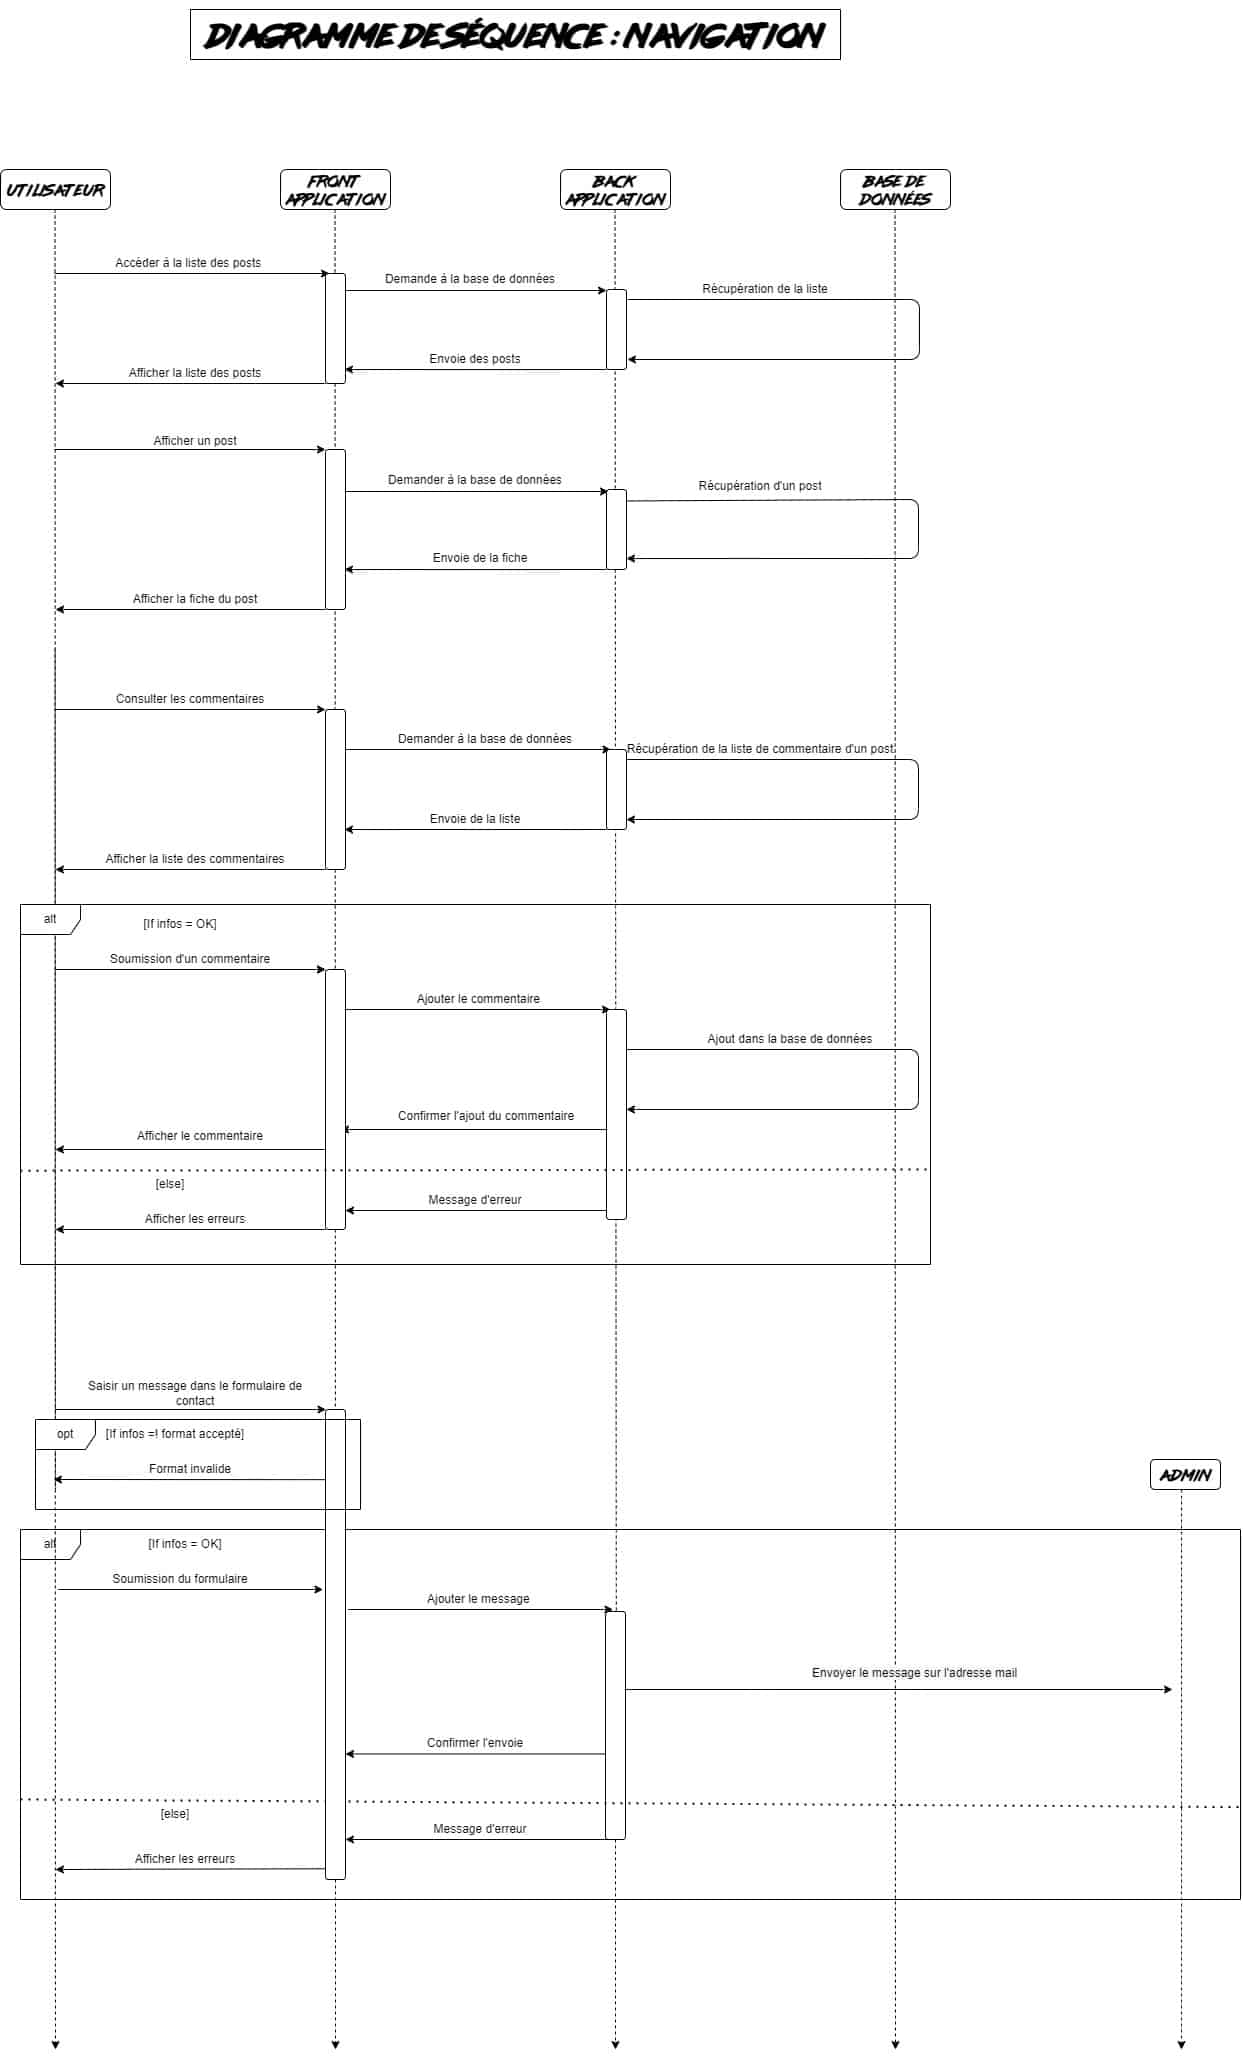 DIAGRAMME DE SÉQUENCE : NAVIGATION
UTILISATEUR
FRONT
APPLICATION
BACK
APPLICATION
BASE DE
DONNÉES
Accèder à la liste des posts
Demande à la base de données
Récupération de la liste
Envoie des posts
Afficher la liste des posts
Afficher un post
Demander à la base de données
Récupération d'un post
Envoie de la fiche
Afficher la fiche du post
Consulter les commentaires
Demander à la base de données
Récupération de la liste de commentaire d'un post
Envoie de la liste
Afficher la liste des commentaires
alt
[If infos = OK]
Soumission d'un commentaire
Ajouter le commentaire
Ajout dans la base de données
Confirmer l'ajout du commentaire
Afficher le commentaire
[else]
Message d'erreur
Afficher les erreurs
Saisir un message dans le formulaire de
contact
opt
[If infos =! format accepté]
Format invalide
ADMIN
alt
[If infos = OK]
Soumission du formulaire
Ajouter le message
Envoyer le message sur l'adresse mail
Confirmer l'envoie
[else]
Message d'erreur
Afficher les erreurs